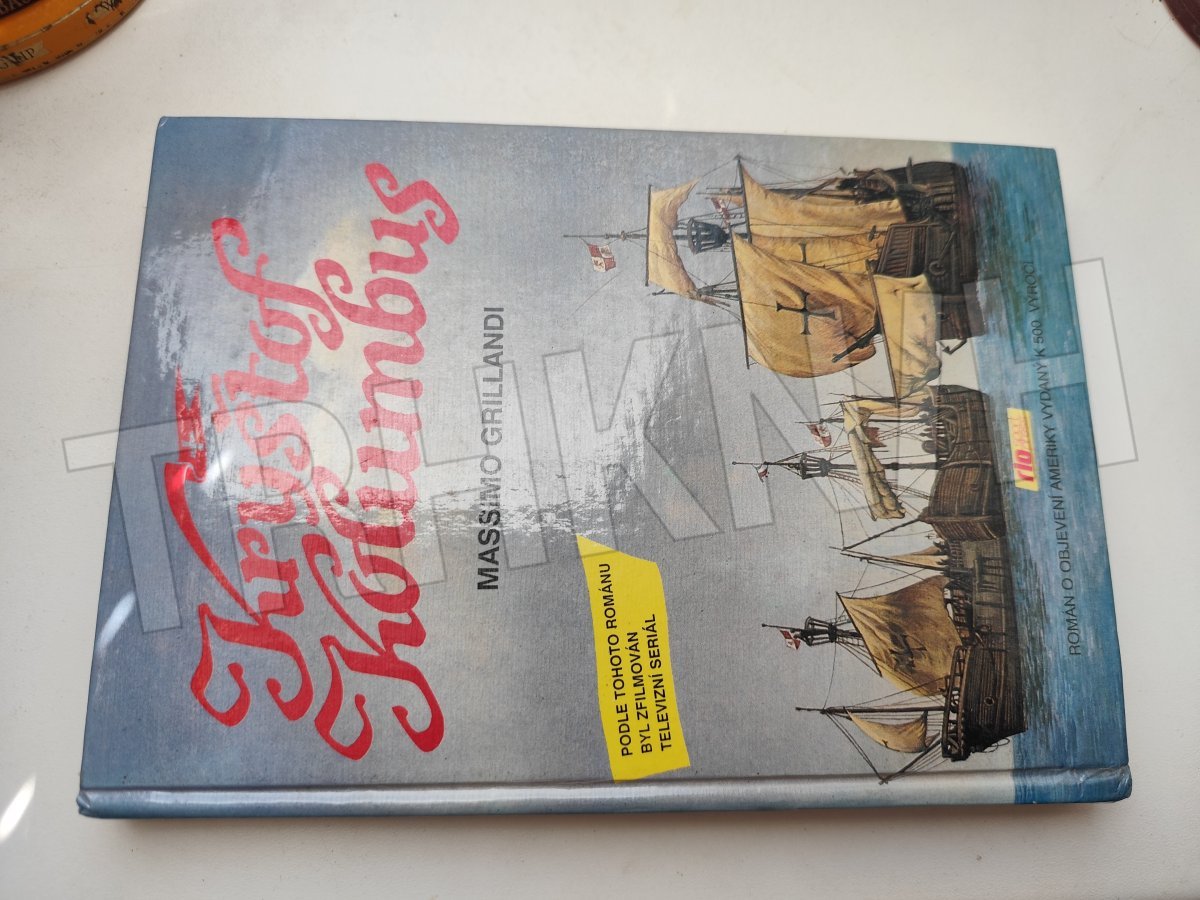 Kryštof
Kolumbus
MASSIMO GRILLANDI
PODLE TOHOTO ROMÁNU
BYL ZFILMOVÁN
TELEVIZNÍ SERIÁL
ROMÁN O OBJEVENÍ AMERIKY VYDANÝ K 500. VÝROČÍ